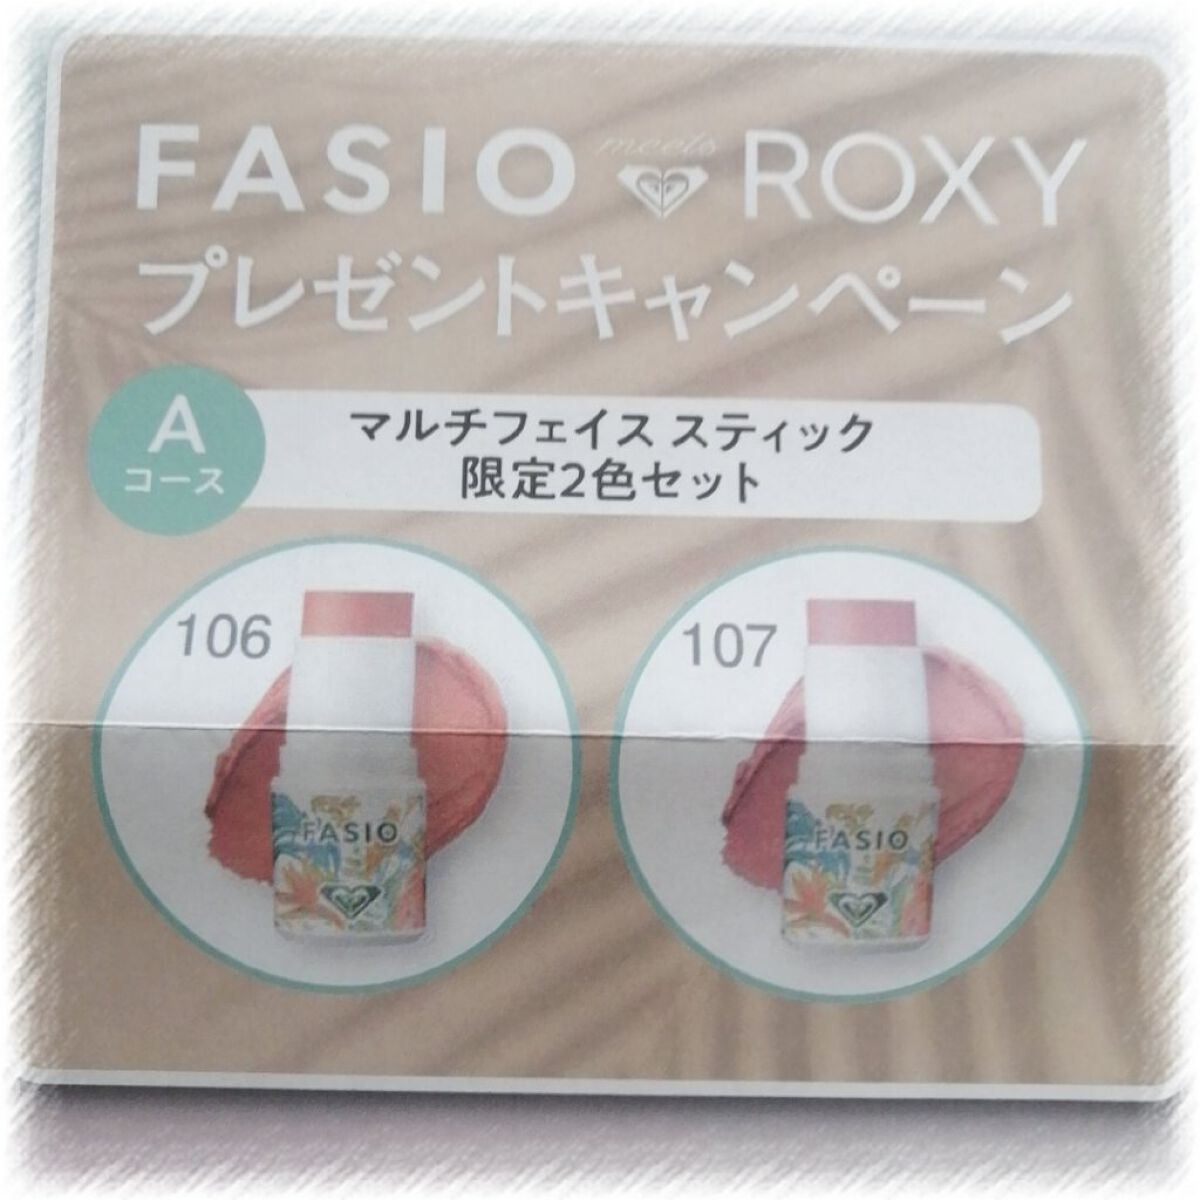 FASIO meets ROXY
プレゼントキャンペーン
A
コース
マルチフェイス スティック
限定2色セット
106
107
FASIO
FASIO